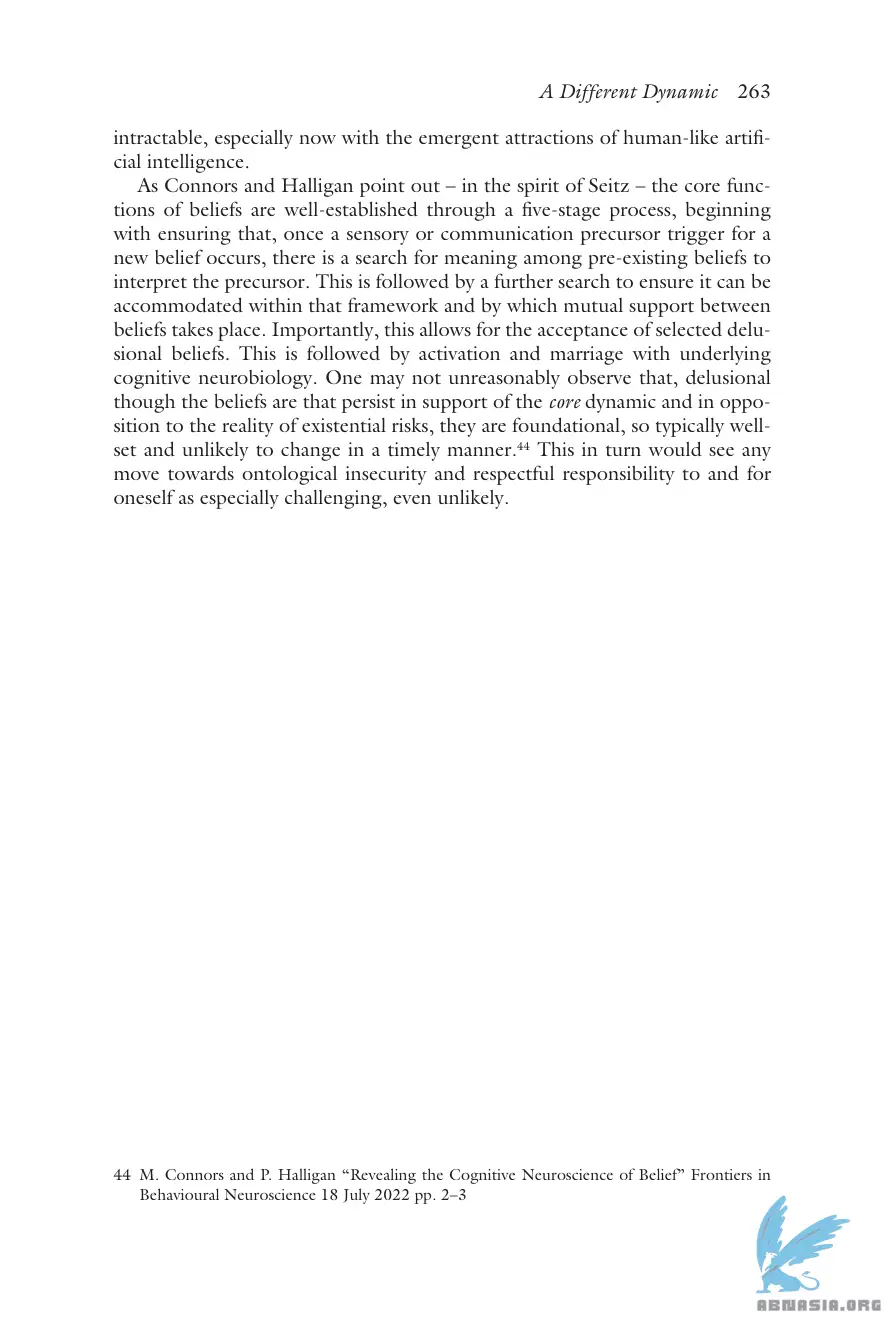 A Different Dynamic 263
intractable, especially now with the emergent attractions of human-like artifi-
cial intelligence.
As Connors and Halligan point out – in the spirit of Seitz – the core func-
tions of beliefs are well-established through a five-stage process, beginning
with ensuring that, once a sensory or communication precursor trigger for a
new belief occurs, there is a search for meaning among pre-existing beliefs to
interpret the precursor. This is followed by a further search to ensure it can be
accommodated within that framework and by which mutual support between
beliefs takes place. Importantly, this allows for the acceptance of selected delu-
sional beliefs. This is followed by activation and marriage with underlying
cognitive neurobiology. One may not unreasonably observe that, delusional
though the beliefs are that persist in support of the core dynamic and in oppo-
sition to the reality of existential risks, they are foundational, so typically well-
set and unlikely to change in a timely manner.44 This in turn would see any
move towards ontological insecurity and respectful responsibility to and for
oneself as especially challenging, even unlikely.
44 M. Connors and P. Halligan “Revealing the Cognitive Neuroscience of Belief” Frontiers in
Behavioural Neuroscience 18 July 2022 pp. 2–3
ABNASIA.ORG